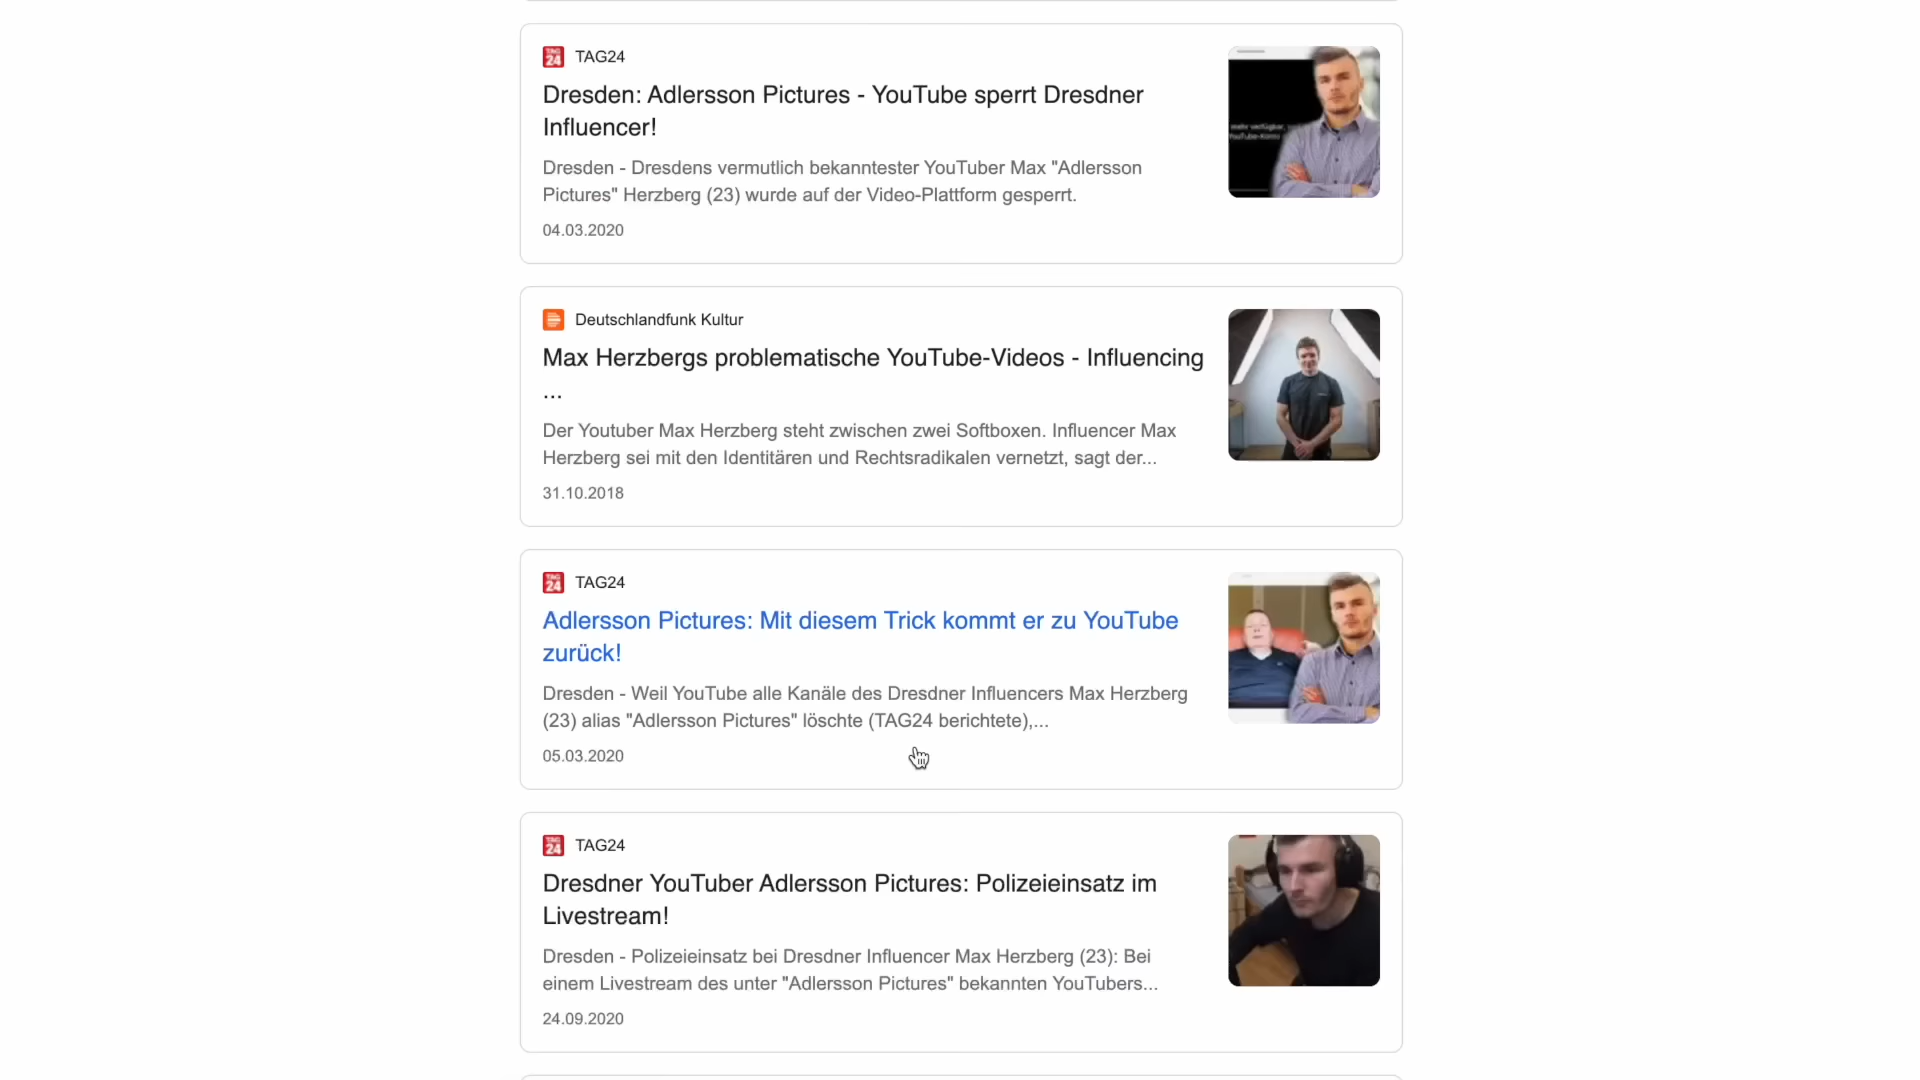 TAG24
Dresden: Adlersson Pictures - YouTube sperrt Dresdner
Influencer!
Dresden - Dresdens vermutlich bekanntester YouTuber Max "Adlersson
Pictures" Herzberg (23) wurde auf der Video-Plattform gesperrt.
04.03.2020
Deutschlandfunk Kultur
Max Herzbergs problematische YouTube-Videos - Influencing
...
Der Youtuber Max Herzberg steht zwischen zwei Softboxen. Influencer Max
Herzberg sei mit den Identitären und Rechtsradikalen vernetzt, sagt der...
31.10.2018
TAG24
Adlersson Pictures: Mit diesem Trick kommt er zu YouTube
zurück!
Dresden - Weil YouTube alle Kanäle des Dresdner Influencers Max Herzberg
(23) alias "Adlersson Pictures" löschte (TAG24 berichtete),...
05.03.2020
TAG24
Dresdner YouTuber Adlersson Pictures: Polizeieinsatz im
Livestream!
Dresden - Polizeieinsatz bei Dresdner Influencer Max Herzberg (23): Bei
einem Livestream des unter "Adlersson Pictures" bekannten YouTubers...
24.09.2020